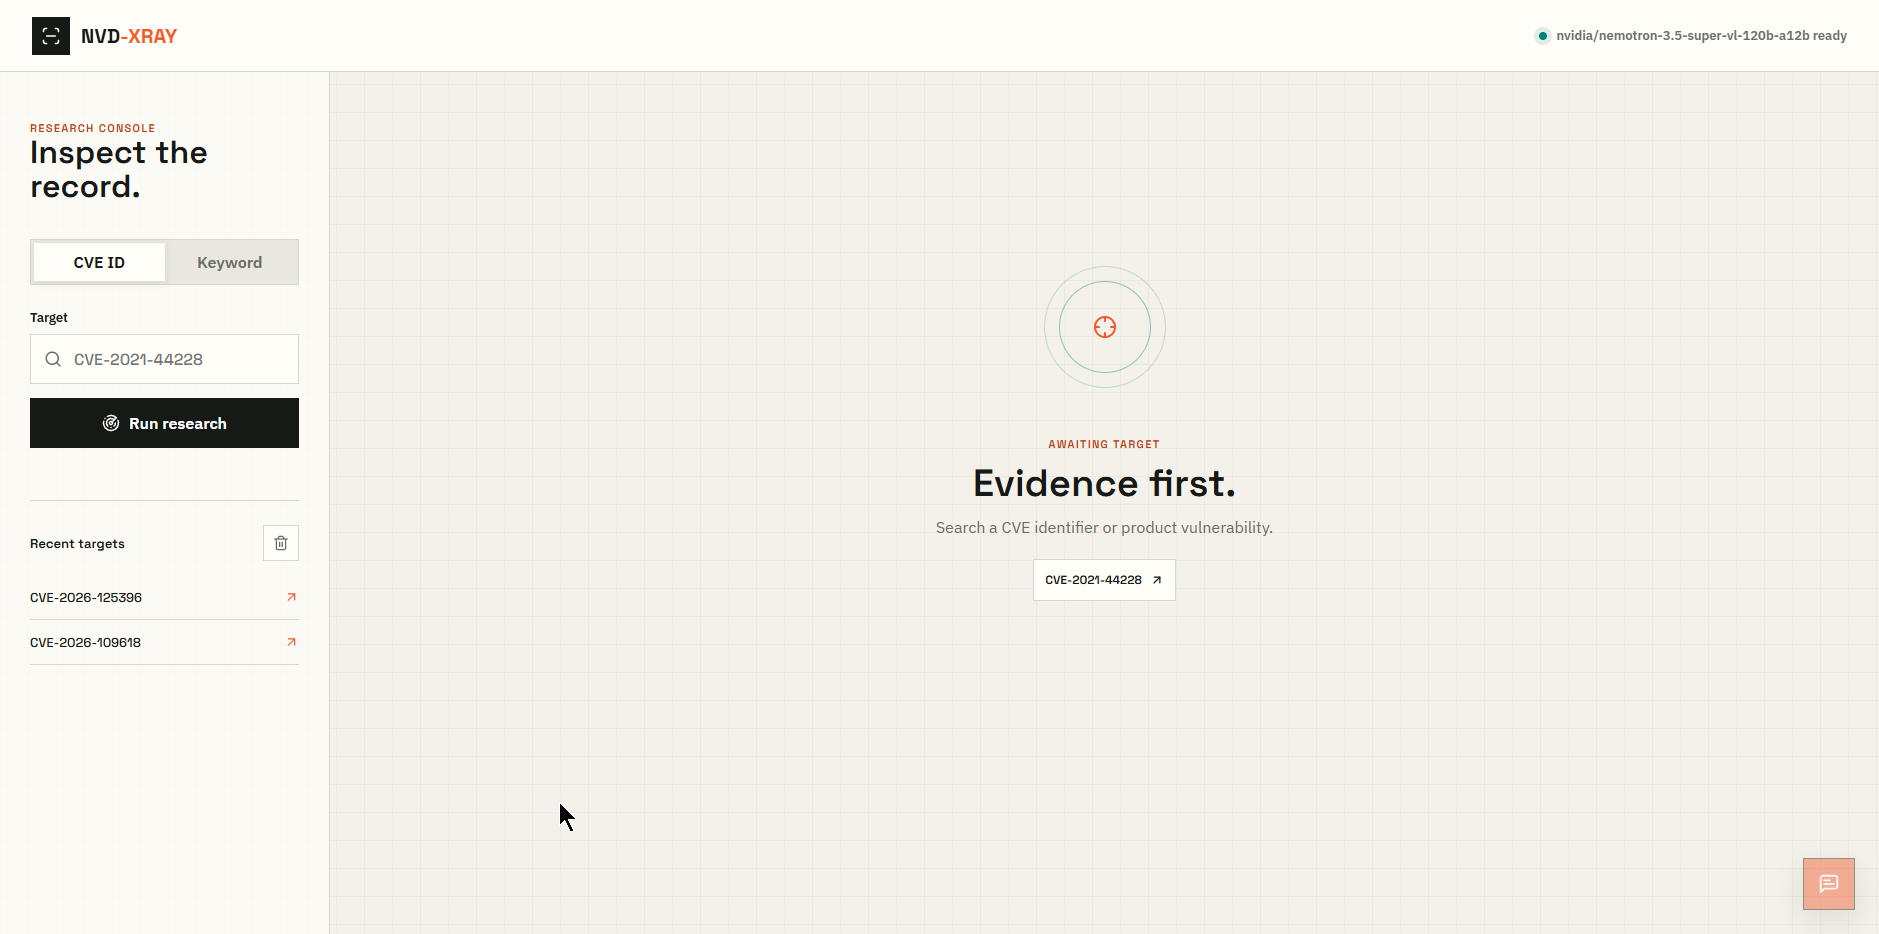 NVD-XRAY
nvidia/nemotron-3.5-super-vl-120b-a12b ready
RESEARCH CONSOLE
Inspect the
record.
CVE ID
Keyword
Target
CVE-2021-44228
Run research
Recent targets
CVE-2026-125396
CVE-2026-109618
AWAITING TARGET
Evidence first.
Search a CVE identifier or product vulnerability.
CVE-2021-44228